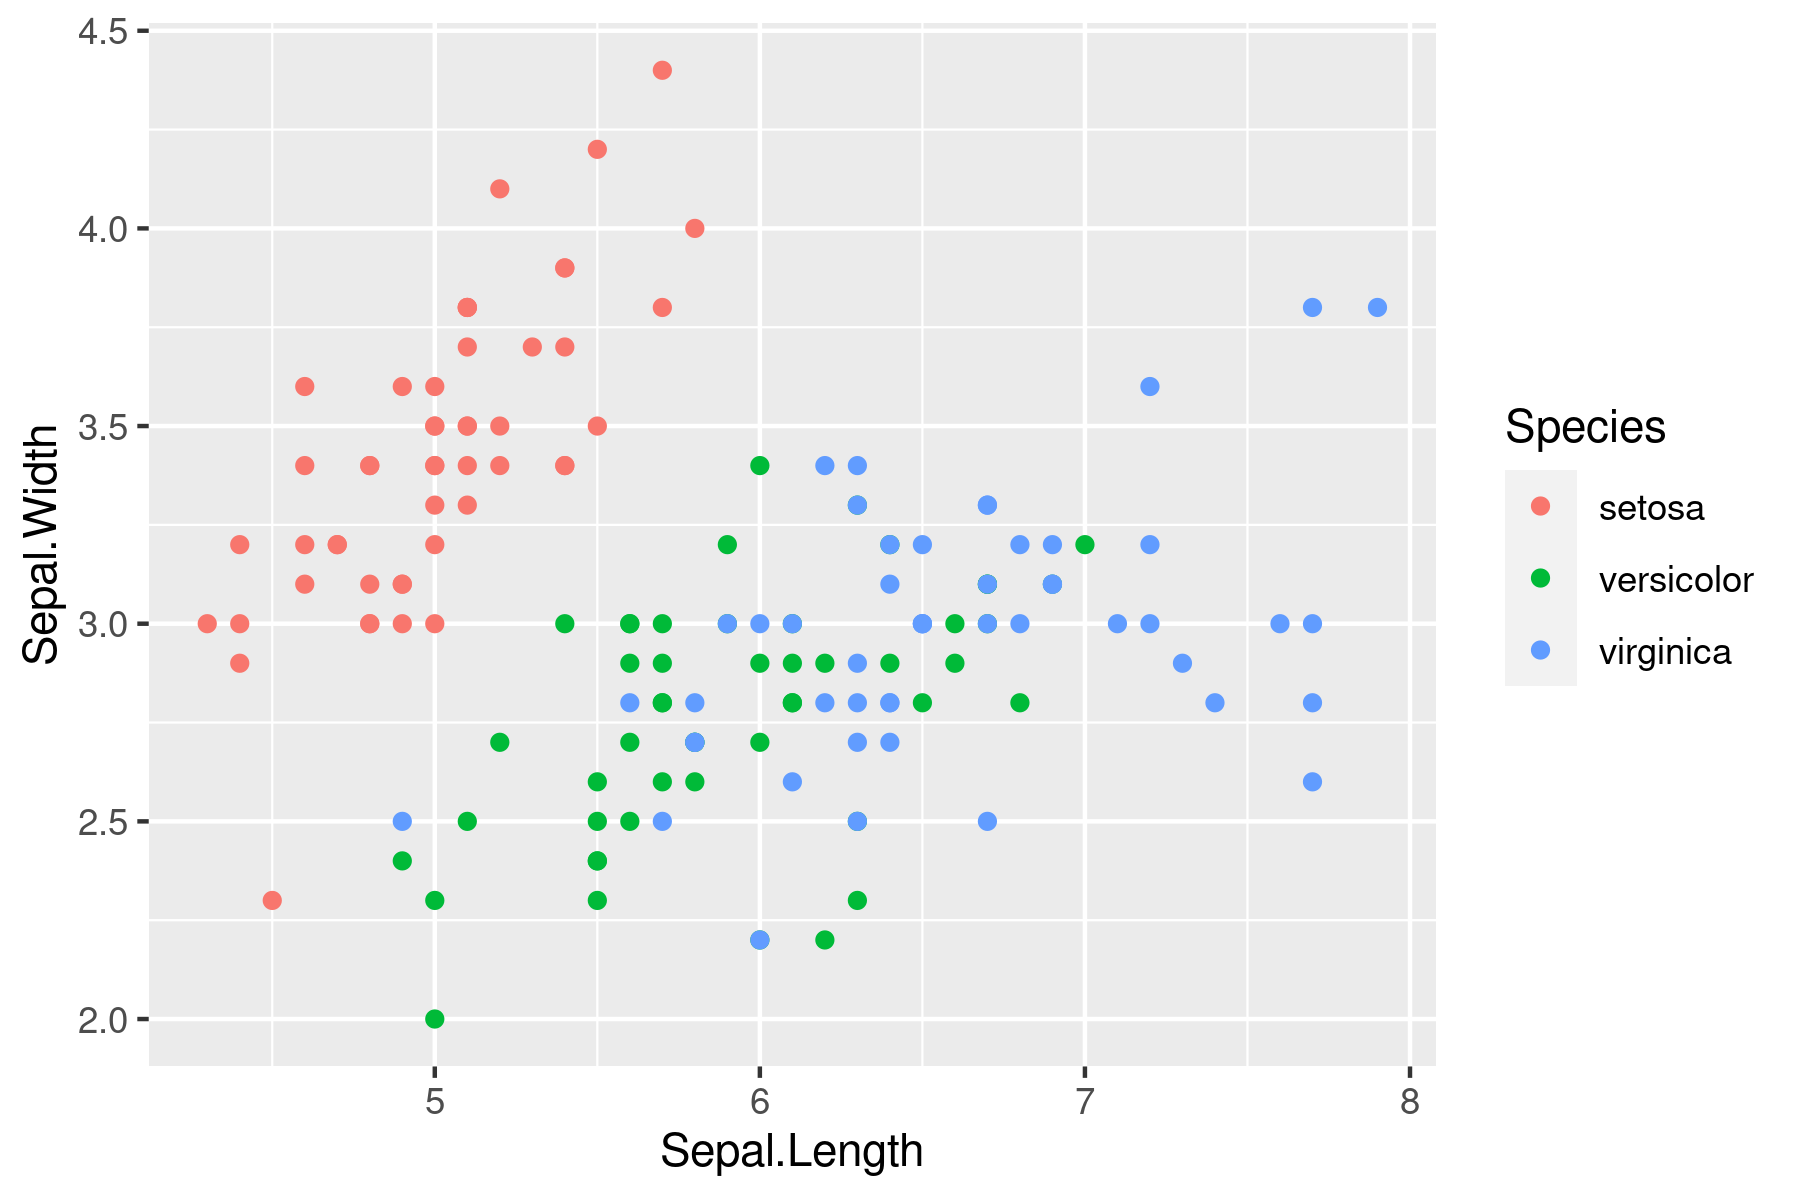 4.5
4.0
3.5
3.0
2.5
2.0
Sepal.Width
5 6 7 8
Sepal.Length
Species
setosa
versicolor
virginica